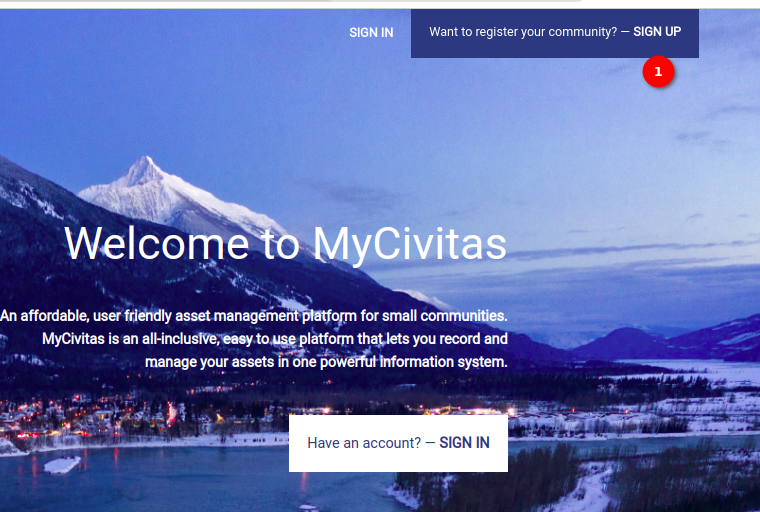 SIGN IN
Want to register your community? — SIGN UP
1
Welcome to MyCivitas
An affordable, user friendly asset management platform for small communities.
MyCivitas is an all-inclusive, easy to use platform that lets you record and
manage your assets in one powerful information system.
Have an account? — SIGN IN